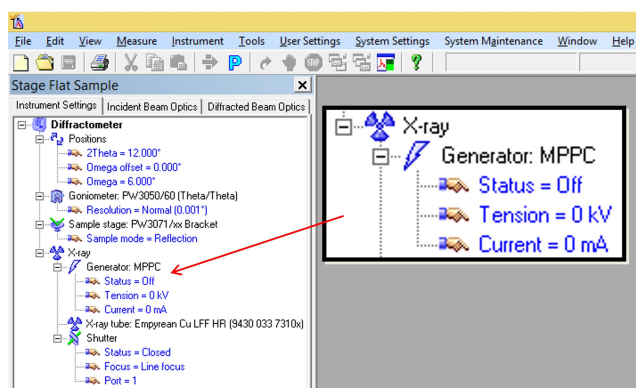 File Edit View Measure Instrument Tools User Settings System Settings System Maintenance Window Help
Stage Flat Sample
Instrument Settings Incident Beam Optics Diffracted Beam Optics
Diffractometer
Positions
2Theta = 12.000°
Omega offset = 0.000°
Omega = 6.000°
Goniometer: PW3050/60 (Theta/Theta)
Resolution = Normal (0.001°)
Sample stage: PW3071/xx Bracket
Sample mode = Reflection
X-ray
Generator: MPPC
Status = Off
Tension = 0 kV
Current = 0 mA
X-ray tube: Empyrean Cu LFF HR (9430 033 7310x)
Shutter
Status = Closed
Focus = Line focus
Port = 1
X-ray
Generator: MPPC
Status = Off
Tension = 0 kV
Current = 0 mA